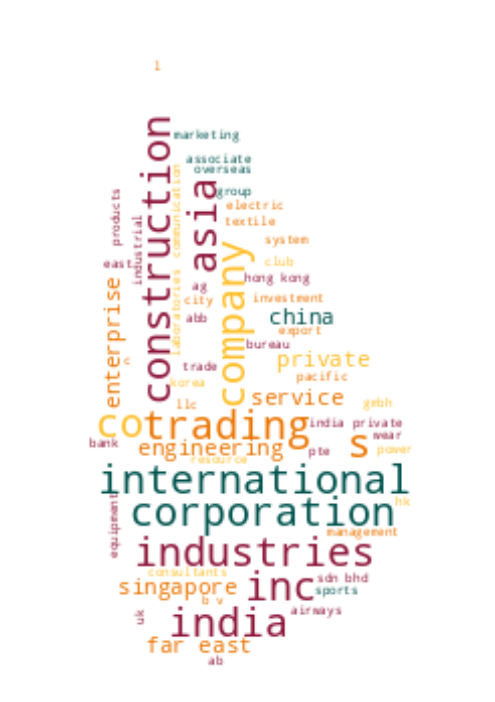 l
marketing
construction
associate
overseas
communication
asia
group
products
electric
industrial
textile
system
company
club
east
hong kong
laboratories
enterprise
ag
city
investment
abb
china
export
bureau
c
trade
private
korea
pacific
service
llc
gmbh
co
trading
india private
bank
wear
engineering
s
pte
power
resource
international
equipment
hk
corporation
management
industries
consultants
sdn bhd
singapore
inc
sports
b v
uk
india
airways
far east
ab